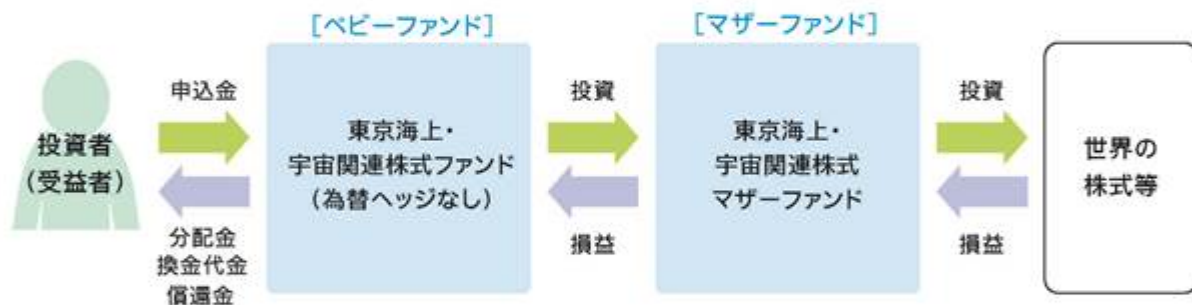 [ベビーファンド]
[マザーファンド]
申込金
投資
投資
投資者
(受益者)
東京海上・
宇宙関連株式ファンド
(為替ヘッジなし)
東京海上・
宇宙関連株式
マザーファンド
世界の
株式等
分配金
換金代金
償還金
損益
損益